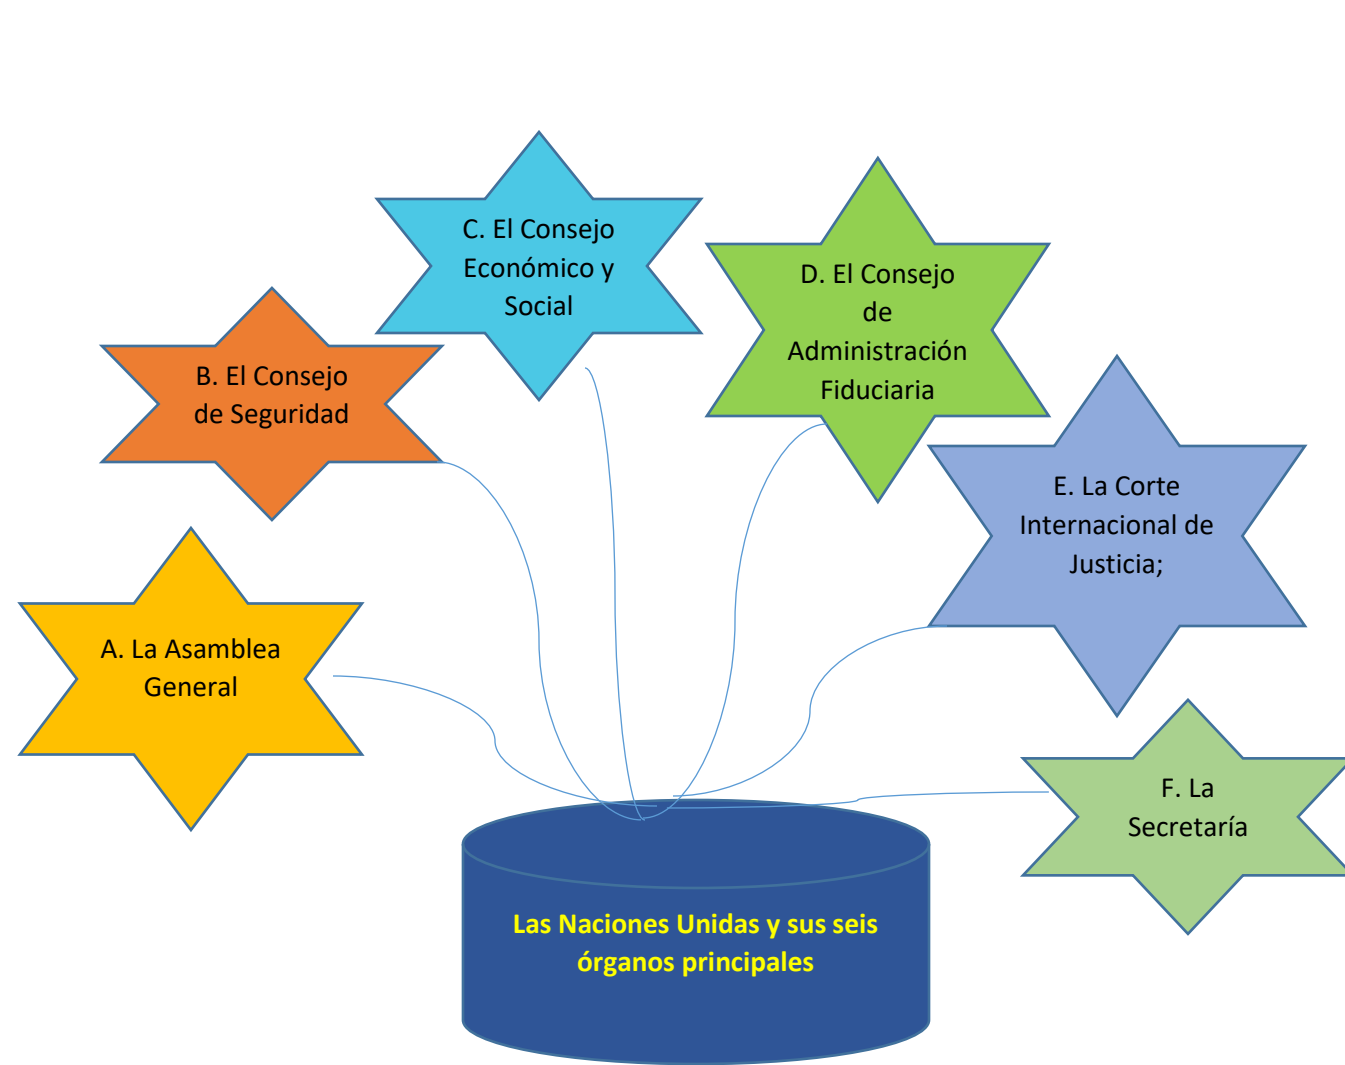 C. El Consejo
Económico y
Social
D. El Consejo
de
Administración
Fiduciaria
B. El Consejo
de Seguridad
E. La Corte
Internacional de
Justicia;
A. La Asamblea
General
F. La
Secretaría
Las Naciones Unidas y sus seis
órganos principales